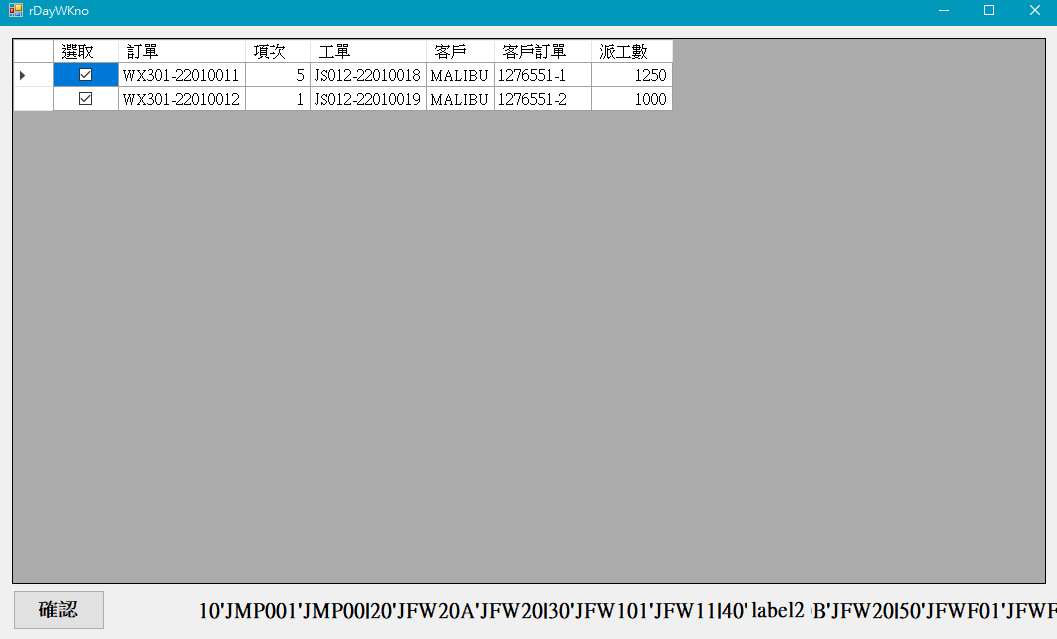 rDayWKno
選取 訂單 項次 工單 客戶 客戶訂單 派工數
WX301-22010011 5 JS012-22010018 MALIBU 1276551-1 1250
WX301-22010012 1 JS012-22010019 MALIBU 1276551-2 1000
確認 10'JMP001'JMP00|20'JFW20A'JFW20|30'JFW101'JFW11|40' label2 B'JFW20|50'JFWF01'JFWF